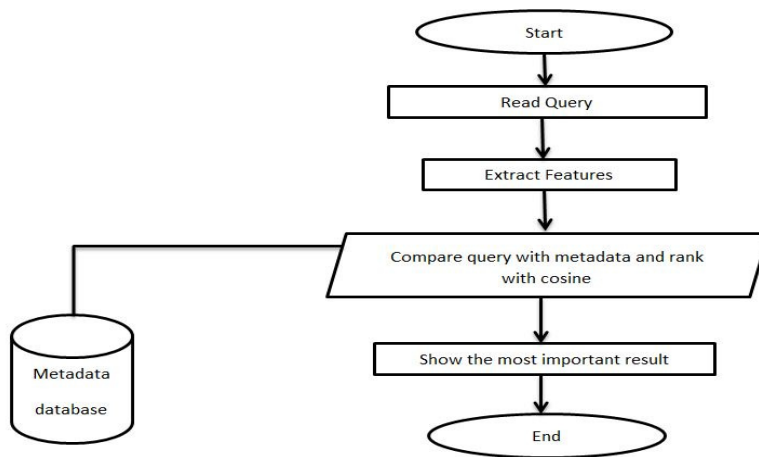 Start
Read Query
Extract Features
Compare query with metadata and rank
with cosine
Metadata
database
Show the most important result
End